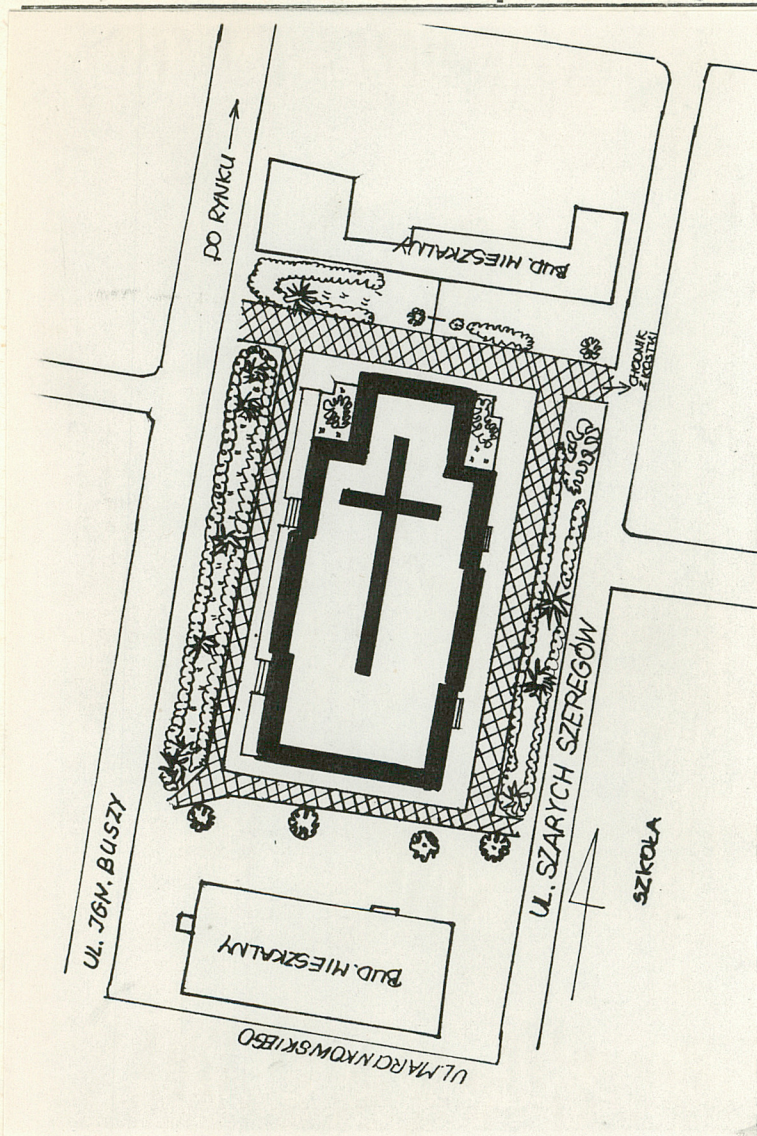 DO RYNKU
BUD. MIESZKALNY
CHODNIK
Z KOSTKI
UL. IGN. BUSZY
UL. SZARYCH SZEREGÓW
SZKOŁA
BUD. MIESZKALNY
UL. MARCINKOWSKIEGO